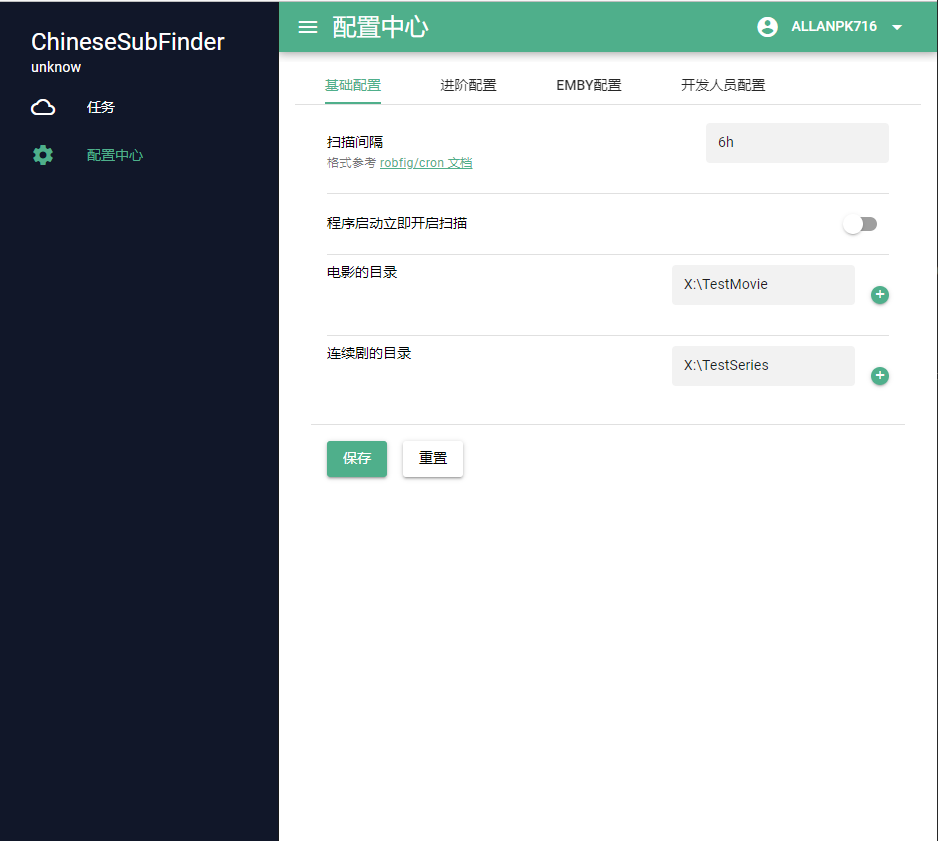 ChineseSubFinder
unknow
任务
配置中心
配置中心
ALLANPK716
基础配置 进阶配置 EMBY配置 开发人员配置
扫描间隔
格式参考 robfig/cron 文档
6h
程序启动立即开启扫描
电影的目录
X:\TestMovie
连续剧的目录
X:\TestSeries
保存 重置